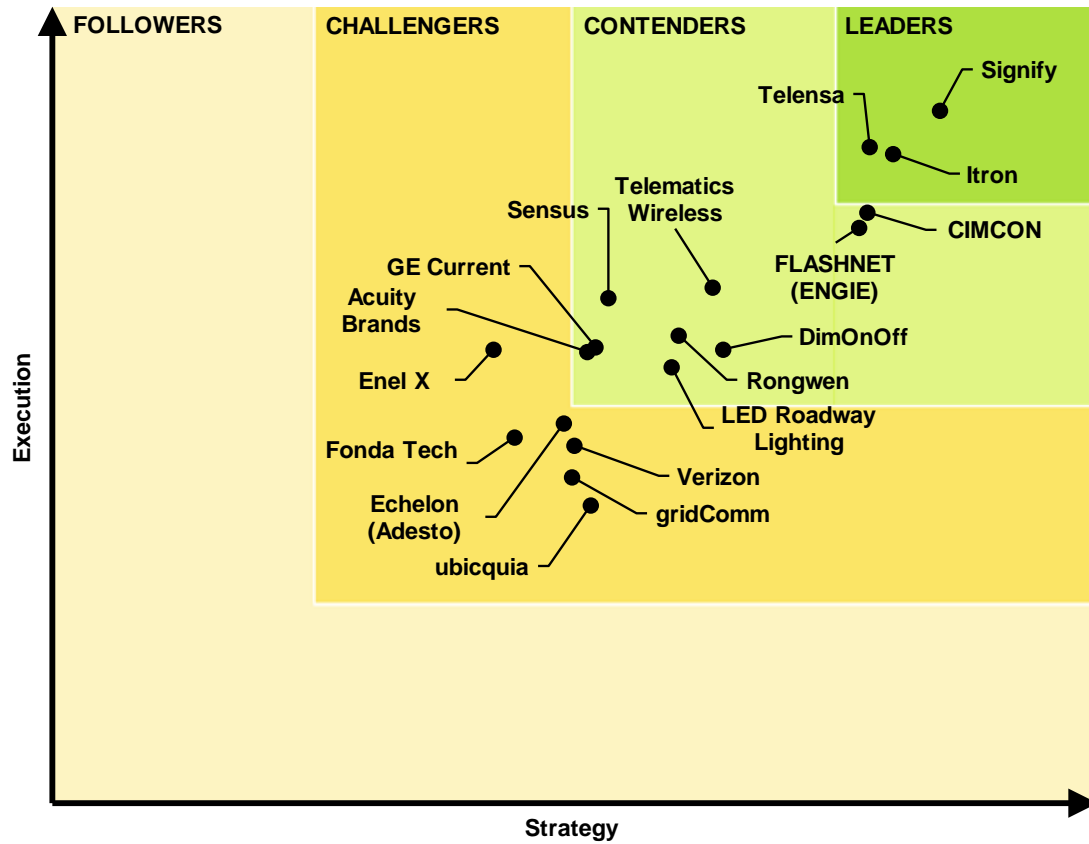 FOLLOWERS
CHALLENGERS
CONTENDERS
LEADERS
Signify
Telensa
Itron
Telematics
Wireless
Sensus
CIMCON
FLASHNET
(ENGIE)
GE Current
Acuity
Brands
DimOnOff
Enel X
Rongwen
LED Roadway
Lighting
Fonda Tech
Verizon
Echelon
(Adesto)
gridComm
ubicquia
Execution
Strategy